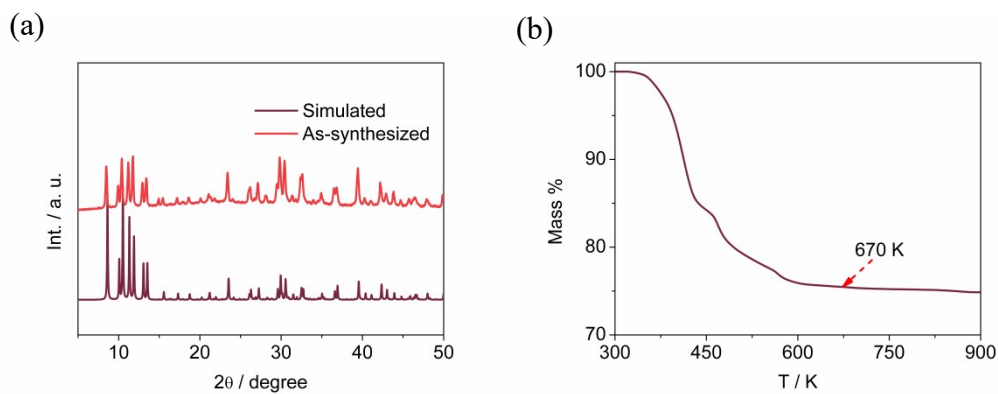 (a)
Simulated
As-synthesized
Int. / a. u.
10
20
30
40
50
2θ / degree
(b)
100
90
80
70
Mass %
670 K
300
450
600
750
900
T / K